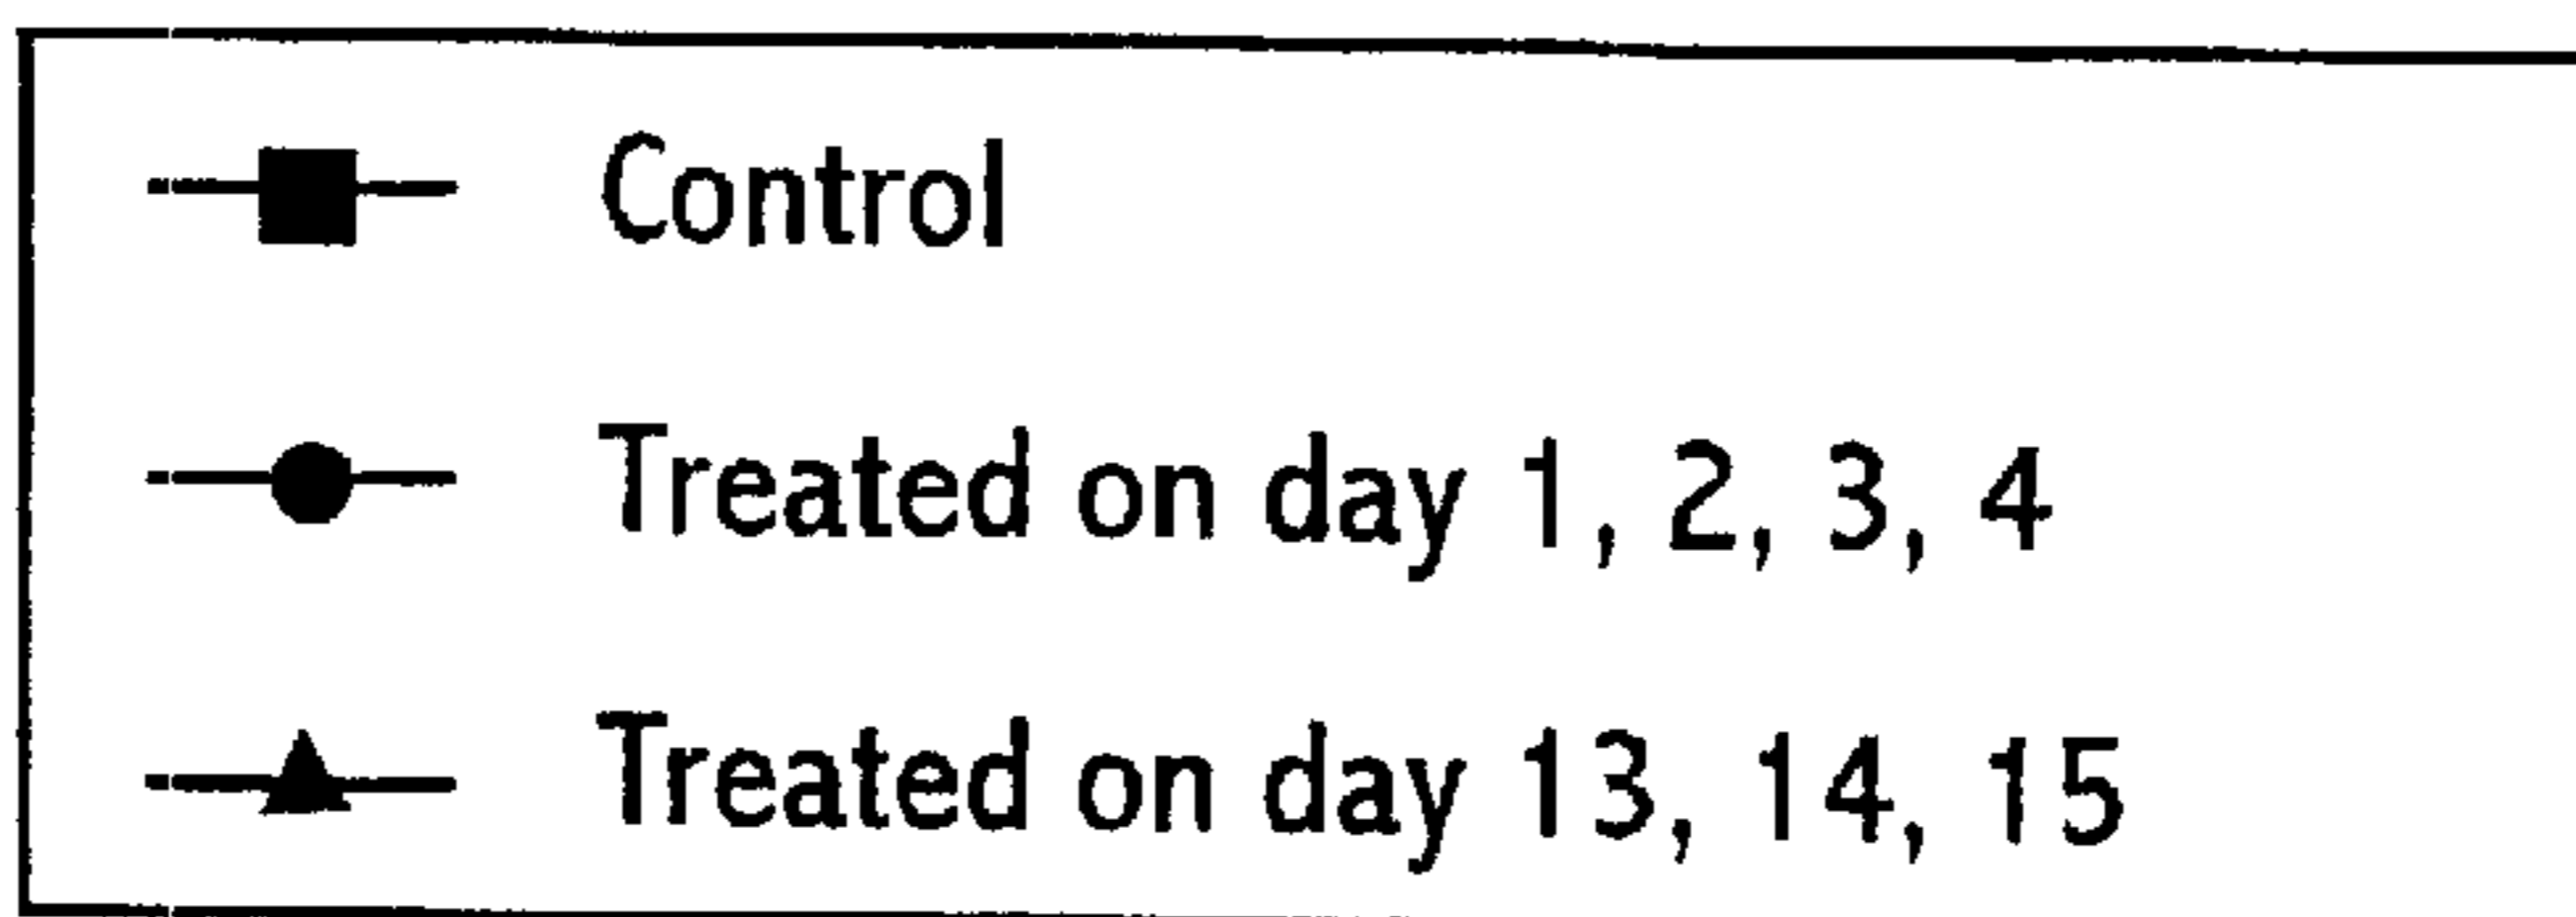 Control
Treated on day 1, 2, 3, 4
Treated on day 13, 14, 15